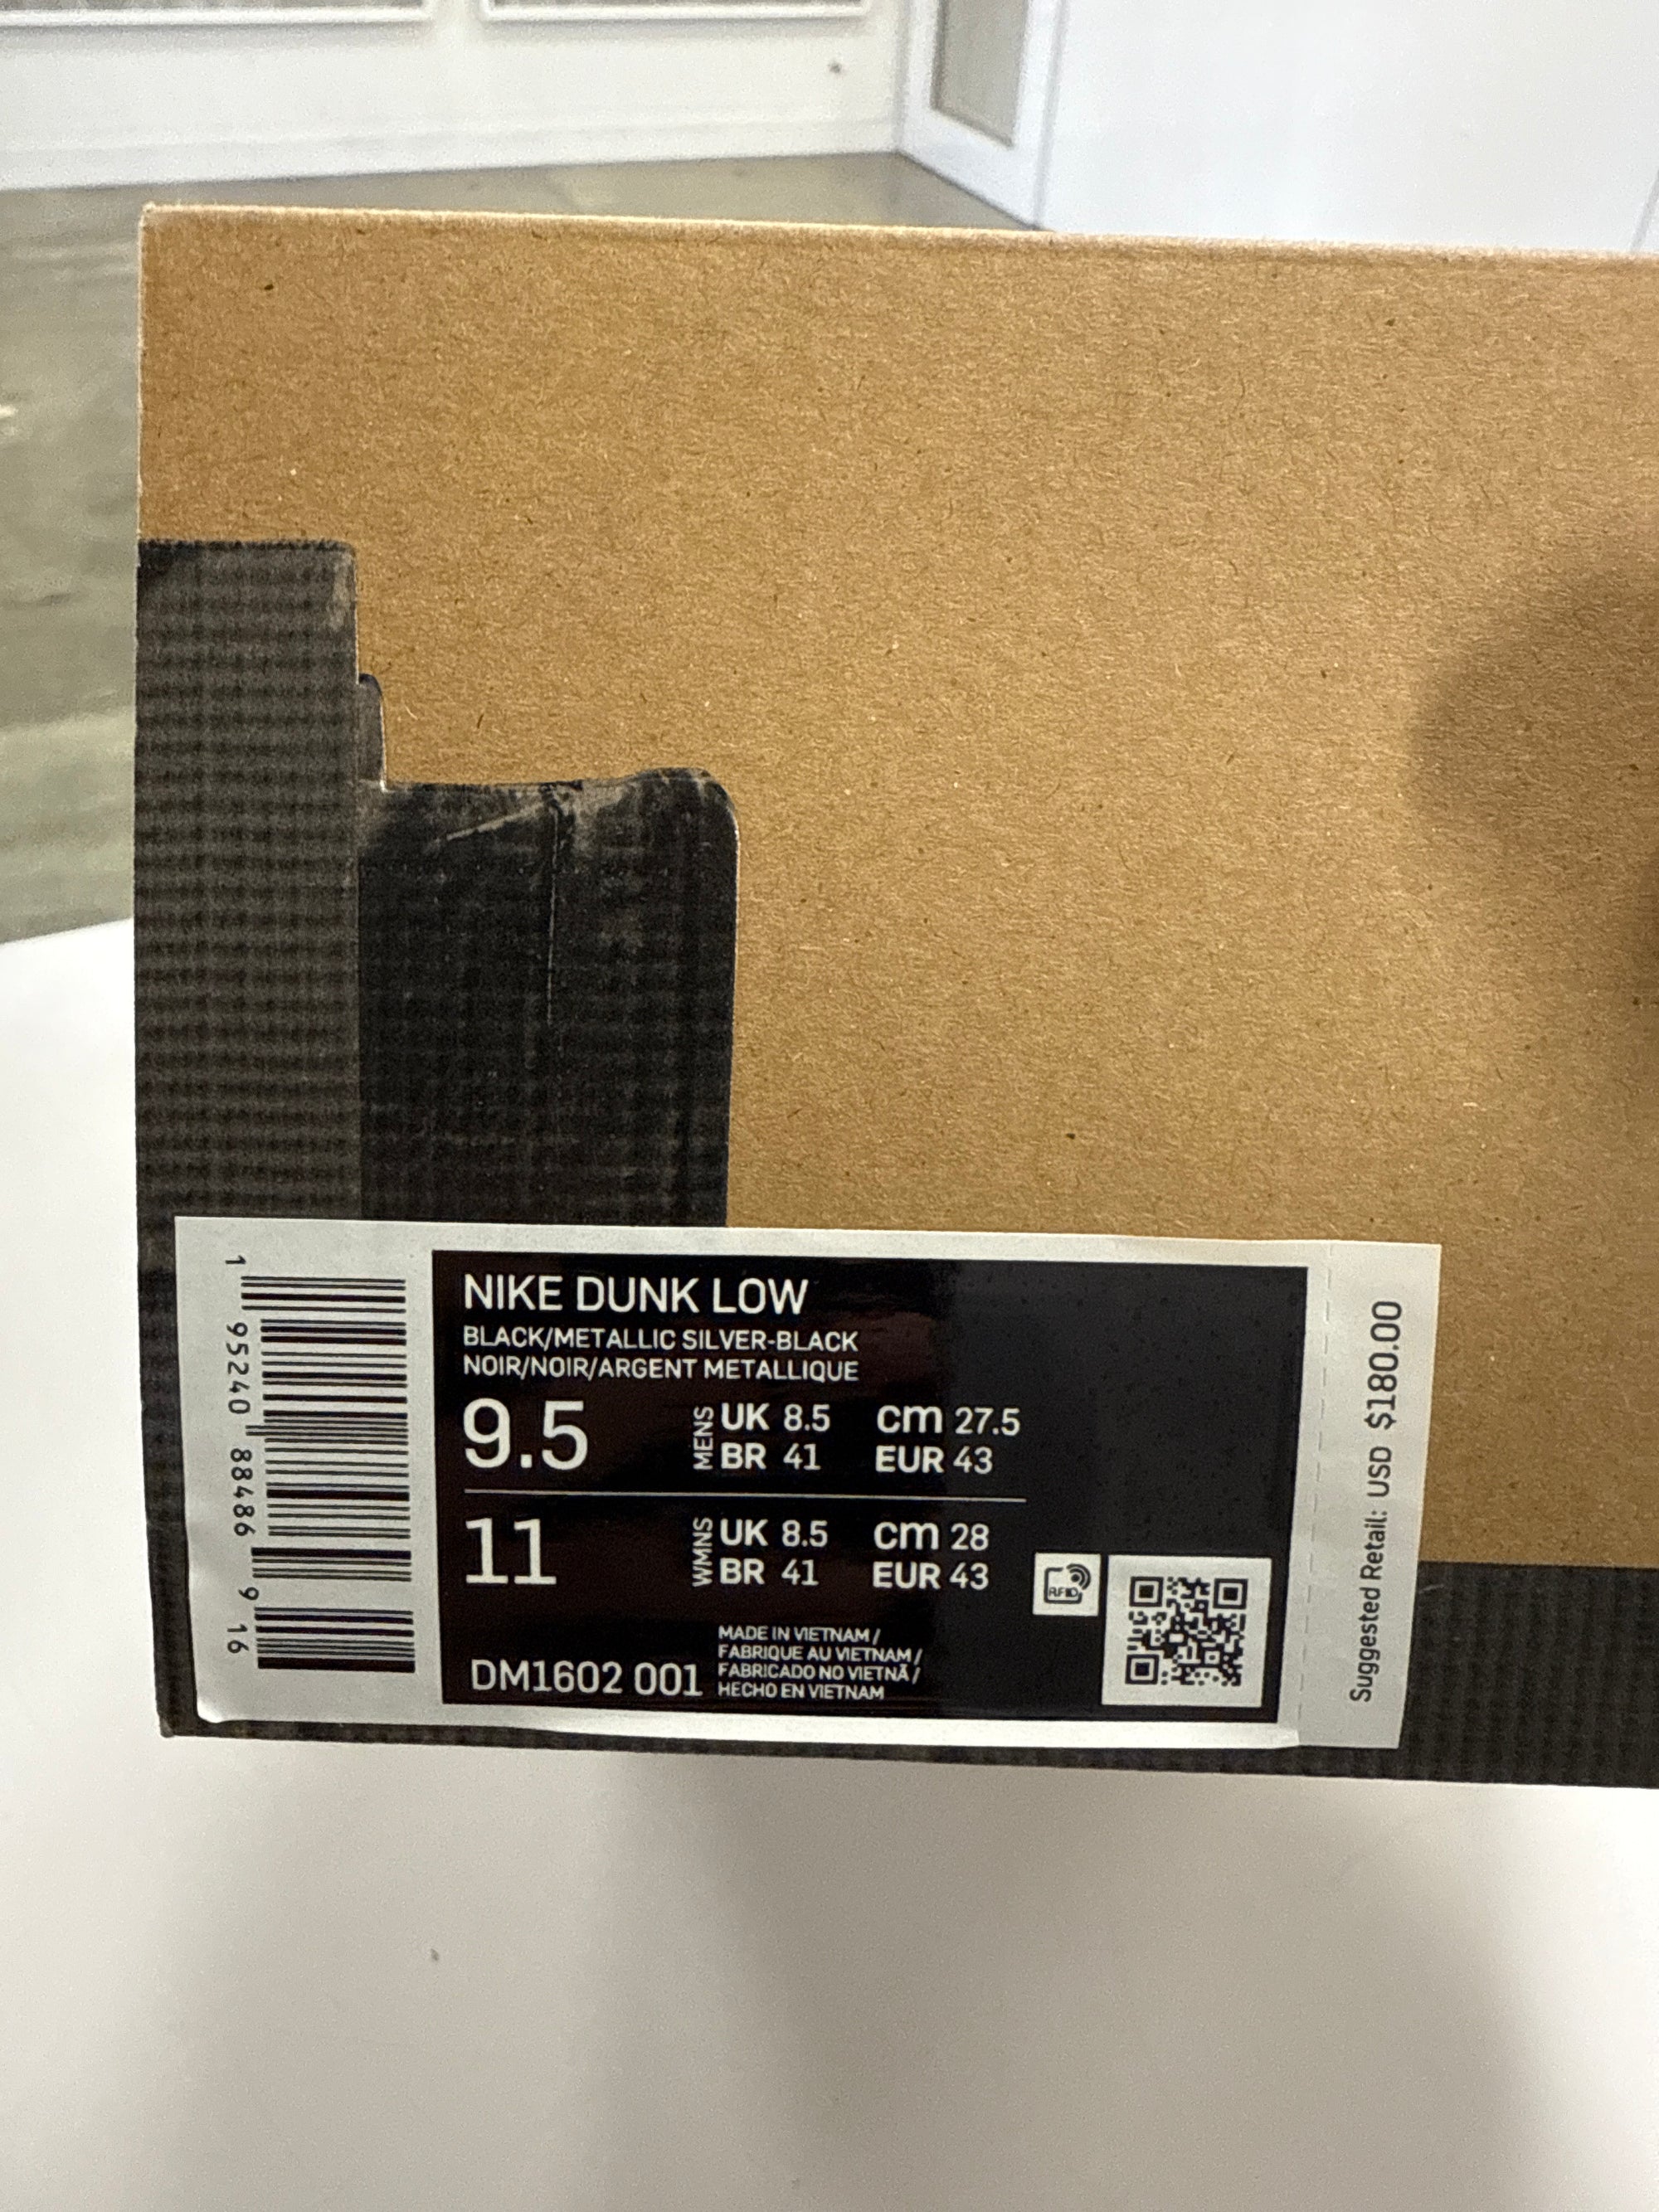 1 95240 88486 9 16
NIKE DUNK LOW
BLACK/METALLIC SILVER-BLACK
NOIR/NOIR/ARGENT METALLIQUE
9.5 MENS UK 8.5 cm 27.5
BR 41 EUR 43
11 WMNS UK 8.5 cm 28
BR 41 EUR 43
RFID
DM1602 001
MADE IN VIETNAM /
FABRIQUE AU VIETNAM /
FABRICADO NO VIETNÃ /
HECHO EN VIETNAM
Suggested Retail: USD $180.00